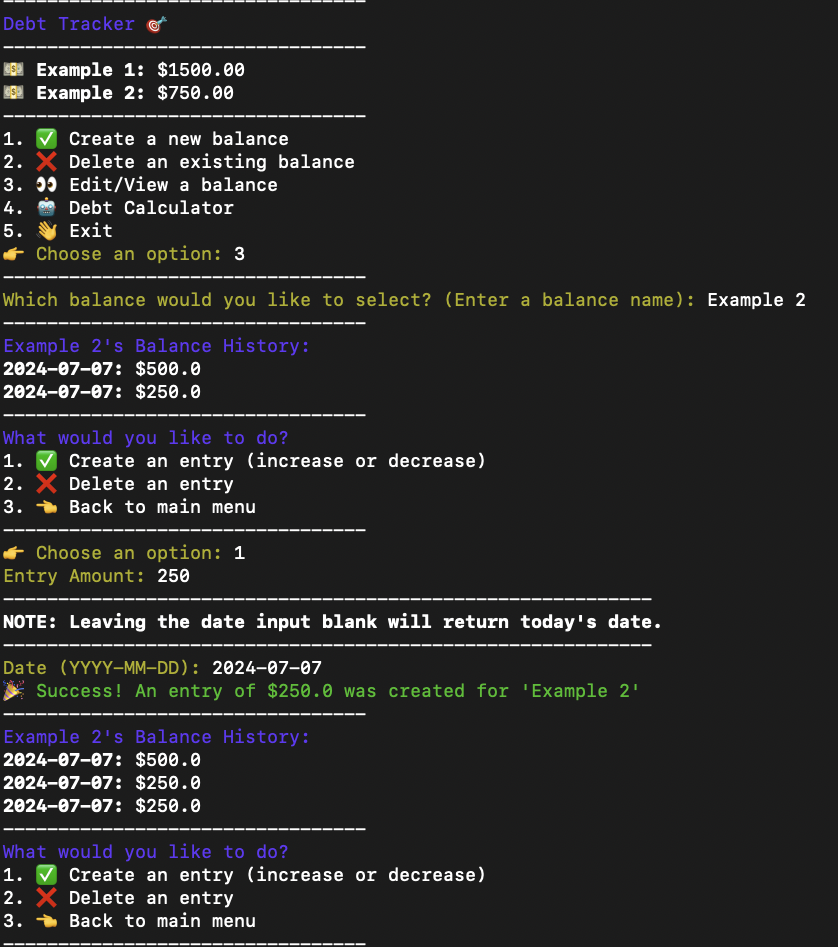 ---------------------------------
Debt Tracker 🎯
---------------------------------
💵 Example 1: $1500.00
💵 Example 2: $750.00
---------------------------------
1. ✅ Create a new balance
2. ❌ Delete an existing balance
3. 👀 Edit/View a balance
4. 🤖 Debt Calculator
5. 👋 Exit
👉 Choose an option: 3
---------------------------------
Which balance would you like to select? (Enter a balance name): Example 2
---------------------------------
Example 2's Balance History:
2024-07-07: $500.0
2024-07-07: $250.0
---------------------------------
What would you like to do?
1. ✅ Create an entry (increase or decrease)
2. ❌ Delete an entry
3. 👈 Back to main menu
---------------------------------
👉 Choose an option: 1
Entry Amount: 250
-----------------------------------------------------------
NOTE: Leaving the date input blank will return today's date.
-----------------------------------------------------------
Date (YYYY-MM-DD): 2024-07-07
🎉 Success! An entry of $250.0 was created for 'Example 2'
---------------------------------
Example 2's Balance History:
2024-07-07: $500.0
2024-07-07: $250.0
2024-07-07: $250.0
---------------------------------
What would you like to do?
1. ✅ Create an entry (increase or decrease)
2. ❌ Delete an entry
3. 👈 Back to main menu
---------------------------------